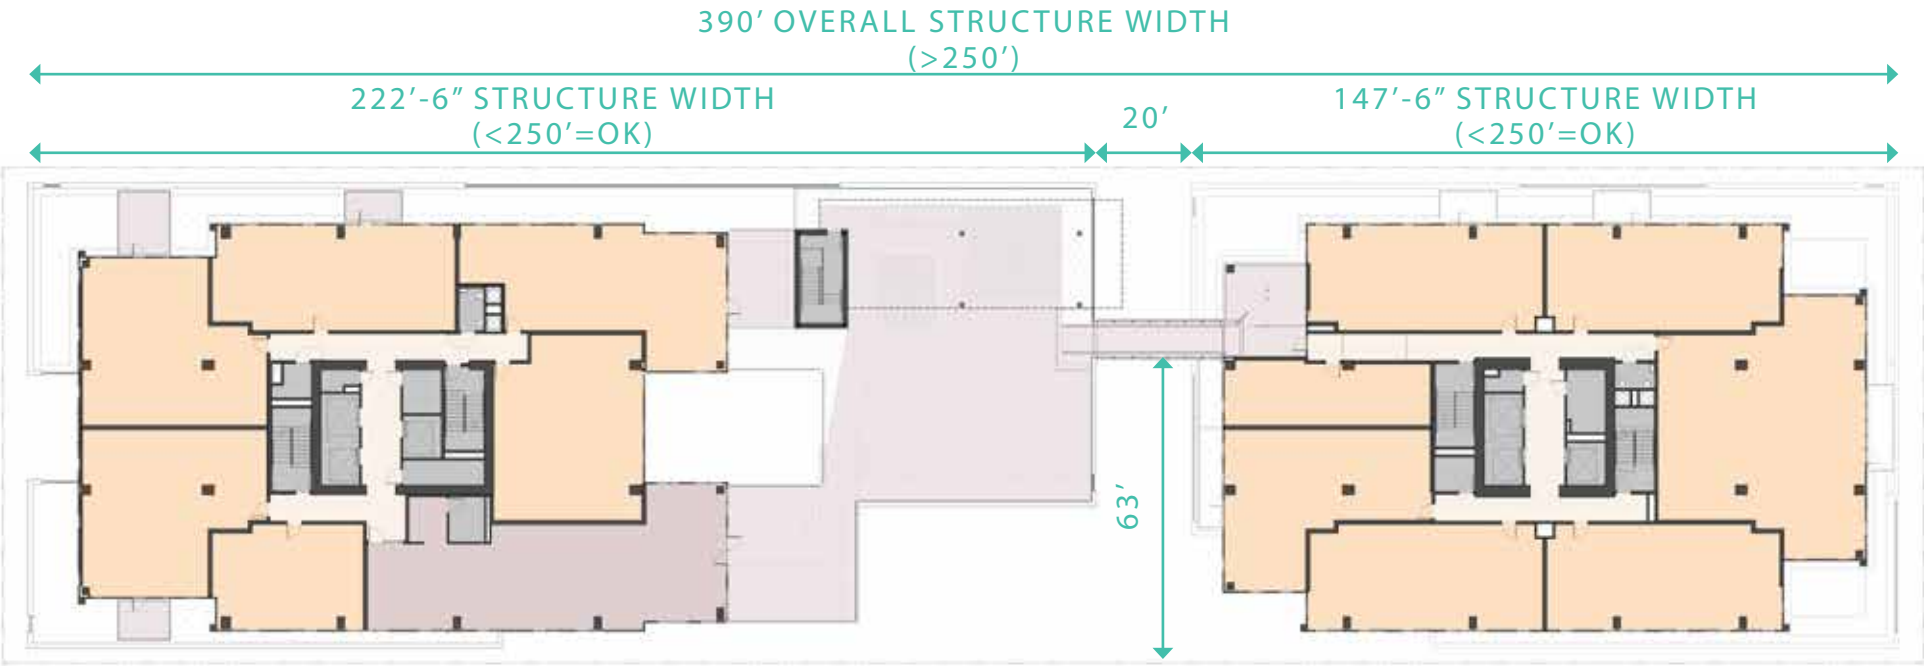 390’ OVERALL STRUCTURE WIDTH
(>250’)
222’-6” STRUCTURE WIDTH
(<250’=OK)
20’
147’-6” STRUCTURE WIDTH
(<250’=OK)
63’